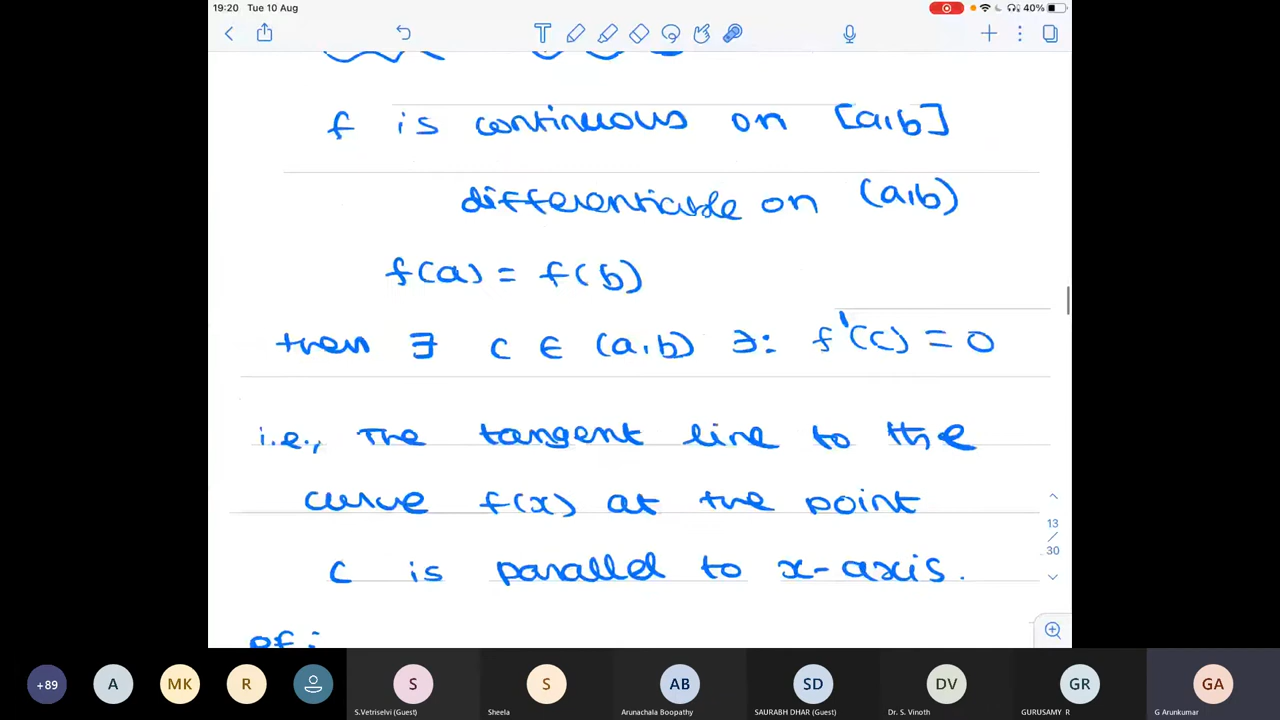 19:20 Tue 10 Aug
40%
f is continuous on [a,b]
differentiable on (a,b)
f(a) = f(b)
then ∃ c ∈ (a,b) ∋: f'(c) = 0
i.e., The tangent line to the
curve f(x) at the point
c is parallel to x-axis.
Pf:
13
/
30
+89
A
MK
R
S
S.Vetriselvi (Guest)
S
Sheela
AB
Arunachala Boopathy
SD
SAURABH DHAR (Guest)
DV
Dr. S. Vinoth
GR
GURUSAMY R
GA
G Arunkumar